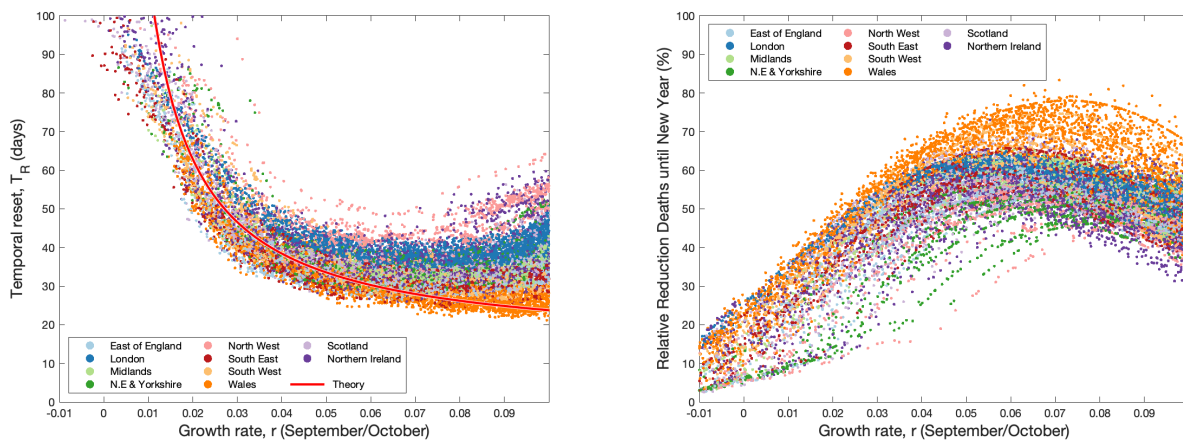 100
90
80
70
60
50
40
30
20
10
0
Temporal reset, T_R (days)
East of England
London
Midlands
N.E & Yorkshire
North West
South East
South West
Wales
Scotland
Northern Ireland
Theory
-0.01 0 0.01 0.02 0.03 0.04 0.05 0.06 0.07 0.08 0.09
Growth rate, r (September/October)
100
90
80
70
60
50
40
30
20
10
0
Relative Reduction Deaths until New Year (%)
East of England
London
Midlands
N.E & Yorkshire
North West
South East
South West
Wales
Scotland
Northern Ireland
-0.01 0 0.01 0.02 0.03 0.04 0.05 0.06 0.07 0.08 0.09
Growth rate, r (September/October)